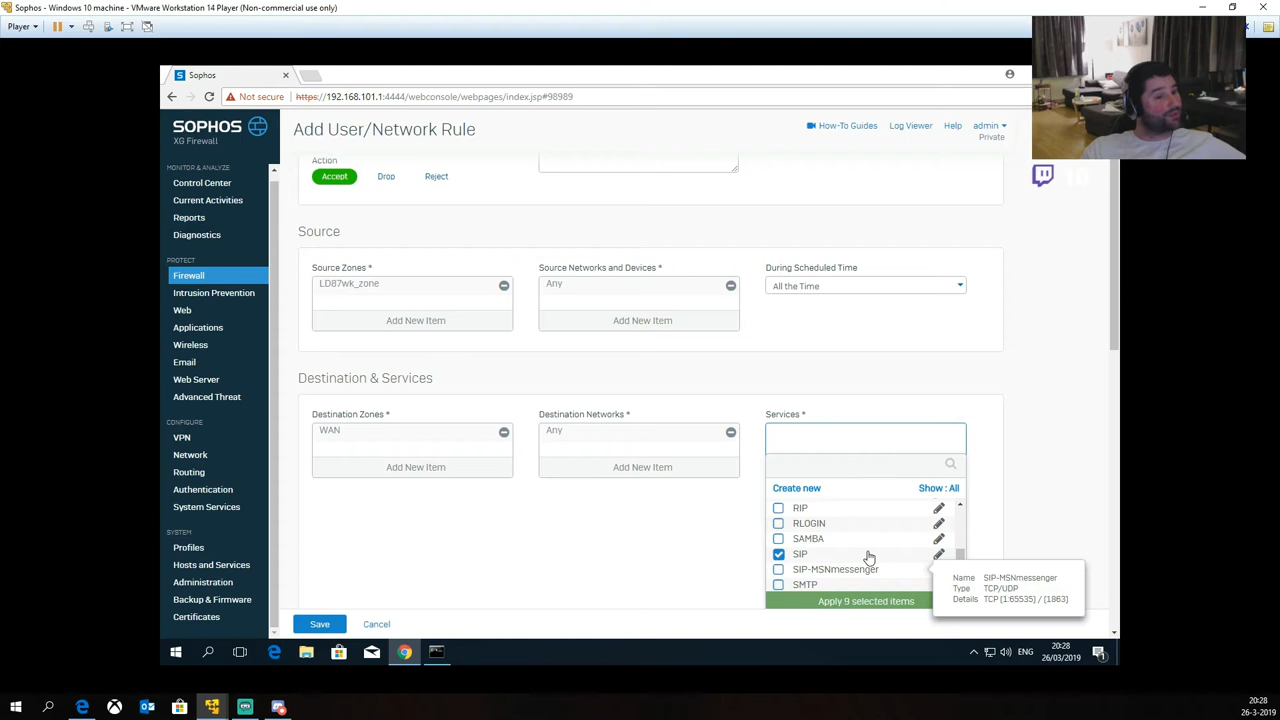 Sophos - Windows 10 machine - VMware Workstation 14 Player (Non-commercial use only)
Player
Sophos
Not secure https://192.168.101.1:4444/webconsole/webpages/index.jsp#98989
SOPHOS
XG Firewall
Add User/Network Rule
How-To Guides Log Viewer Help admin
Private
MONITOR & ANALYZE
Control Center
Current Activities
Reports
Diagnostics
PROTECT
Firewall
Intrusion Prevention
Web
Applications
Wireless
Email
Web Server
Advanced Threat
CONFIGURE
VPN
Network
Routing
Authentication
System Services
SYSTEM
Profiles
Hosts and Services
Administration
Backup & Firmware
Certificates
Action
Accept Drop Reject
Source
Source Zones * Source Networks and Devices * During Scheduled Time
LD87wk_zone Any All the Time
Add New Item Add New Item
Destination & Services
Destination Zones * Destination Networks * Services *
WAN Any
Add New Item Add New Item
Create new Show : All
RIP
RLOGIN
SAMBA
SIP
SIP-MSNmessenger
SMTP
Apply 9 selected items
Name SIP-MSNmessenger
Type TCP/UDP
Details TCP (1:65535) / (1863)
Save Cancel
ENG
20:28
26/03/2019
20:28
26-3-2019